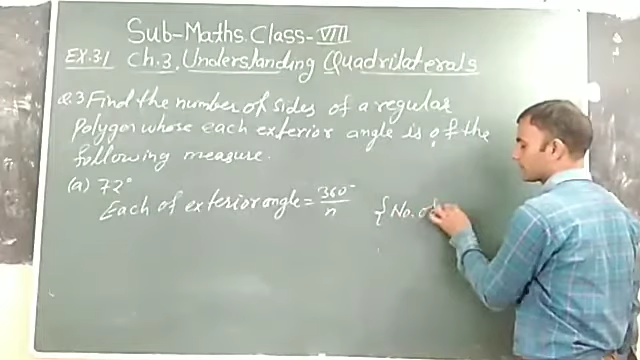 Sub-Maths. Class-VIII
EX.3.1 Ch.3, Understanding Quadrilaterals
Q.3 Find the number of sides of a regular
Polygon whose each exterior angle is of the
following measure.
(a) 72°
Each of exterior angle = 360°/n {No. of